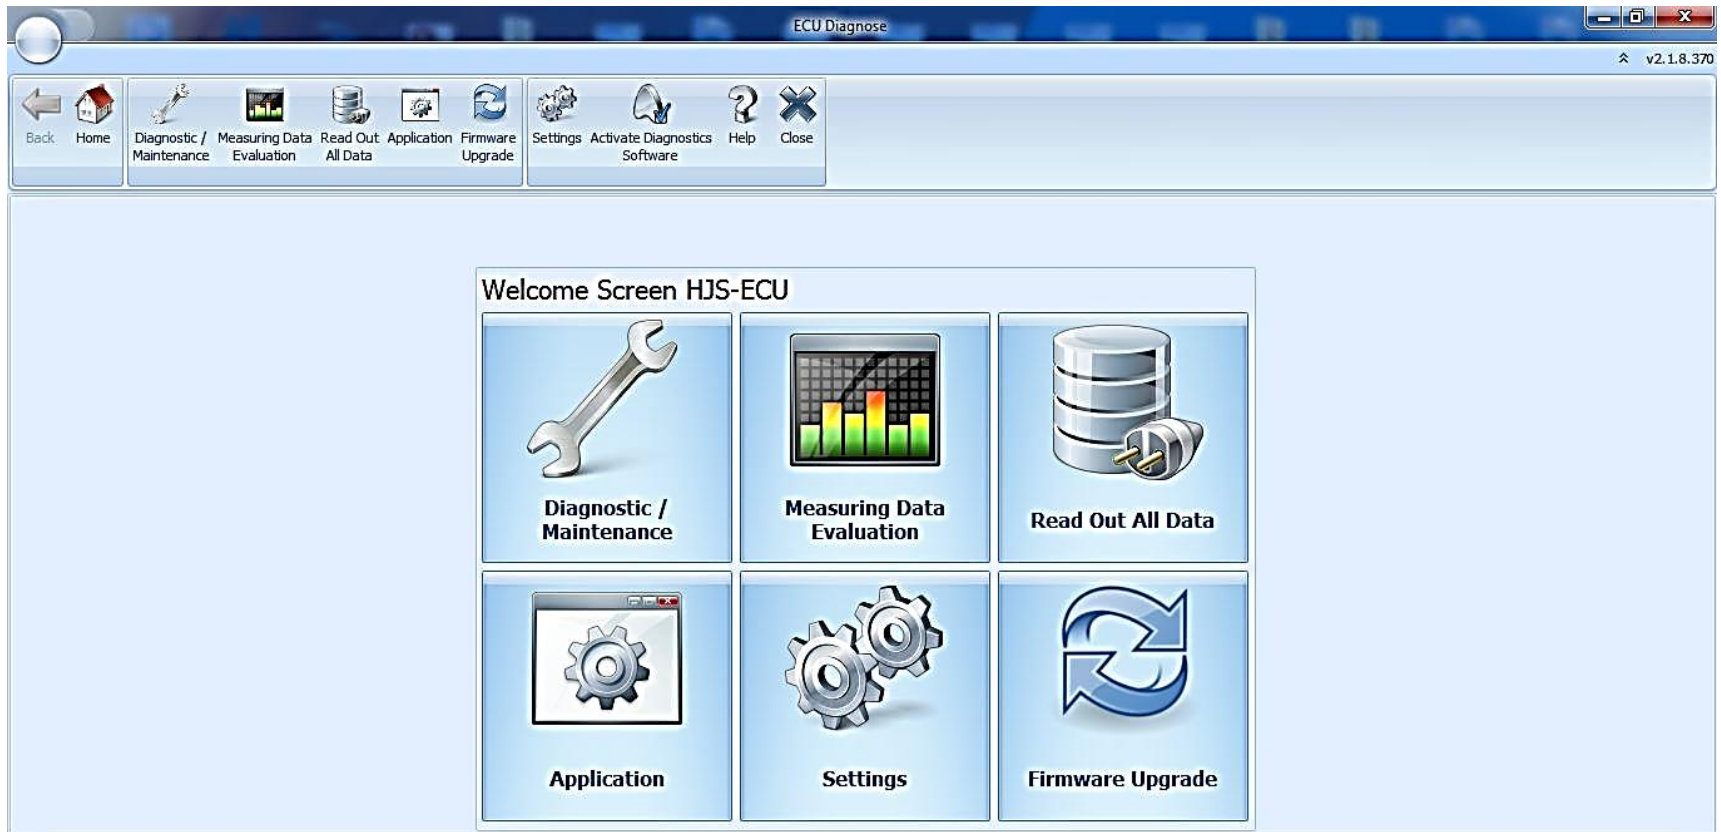 ECU Diagnose
v2.1.8.370
Back Home Diagnostic / Measuring Data Read Out Application Firmware Settings Activate Diagnostics Help Close
Maintenance Evaluation All Data Upgrade Software
Welcome Screen HJS-ECU
Diagnostic /
Maintenance
Measuring Data
Evaluation
Read Out All Data
Application
Settings
Firmware Upgrade